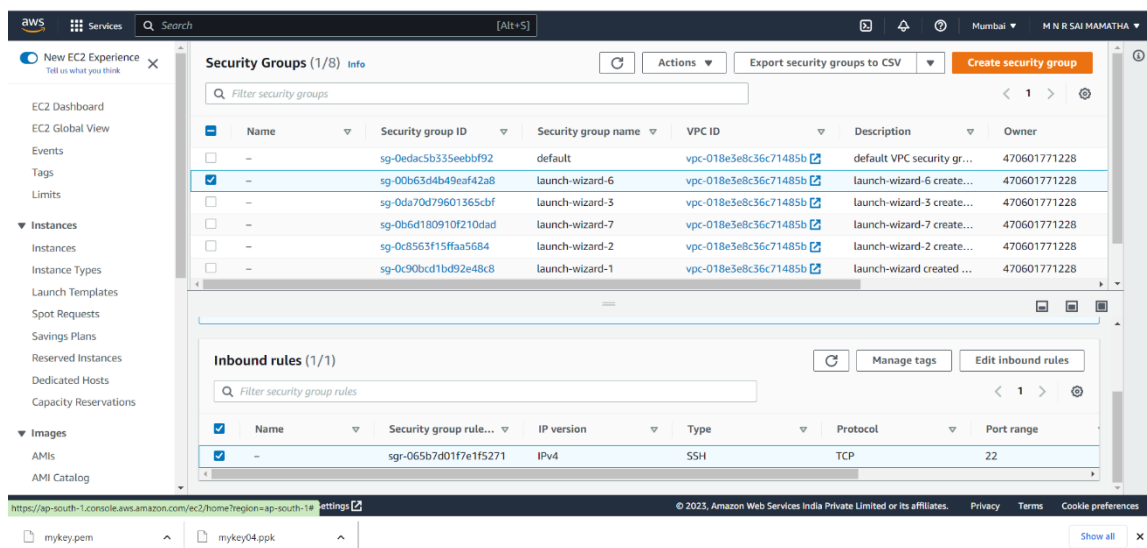 aws Services Search [Alt+S] Mumbai ▼ M N R SAI MAMATHA ▼
New EC2 Experience
Tell us what you think
EC2 Dashboard
EC2 Global View
Events
Tags
Limits
▼ Instances
Instances
Instance Types
Launch Templates
Spot Requests
Savings Plans
Reserved Instances
Dedicated Hosts
Capacity Reservations
▼ Images
AMIs
AMI Catalog
Security Groups (1/8) Info Actions ▼ Export security groups to CSV ▼ Create security group
Filter security groups < 1 >
Name Security group ID Security group name VPC ID Description Owner
– sg-0edac5b335eebbf92 default vpc-018e3e8c36c71485b default VPC security gr... 470601771228
– sg-00b63d4b49eaf42a8 launch-wizard-6 vpc-018e3e8c36c71485b launch-wizard-6 create... 470601771228
– sg-0da70d79601365cbf launch-wizard-3 vpc-018e3e8c36c71485b launch-wizard-3 create... 470601771228
– sg-0b6d180910f210dad launch-wizard-7 vpc-018e3e8c36c71485b launch-wizard-7 create... 470601771228
– sg-0c8563f15ffaa5684 launch-wizard-2 vpc-018e3e8c36c71485b launch-wizard-2 create... 470601771228
– sg-0c90bcd1bd92e48c8 launch-wizard-1 vpc-018e3e8c36c71485b launch-wizard created ... 470601771228
Inbound rules (1/1) Manage tags Edit inbound rules
Filter security group rules < 1 >
Name Security group rule... IP version Type Protocol Port range
– sgr-065b7d01f7e1f5271 IPv4 SSH TCP 22
https://ap-south-1.console.aws.amazon.com/ec2/home?region=ap-south-1# ettings © 2023, Amazon Web Services India Private Limited or its affiliates. Privacy Terms Cookie preferences
mykey.pem mykey04.ppk Show all